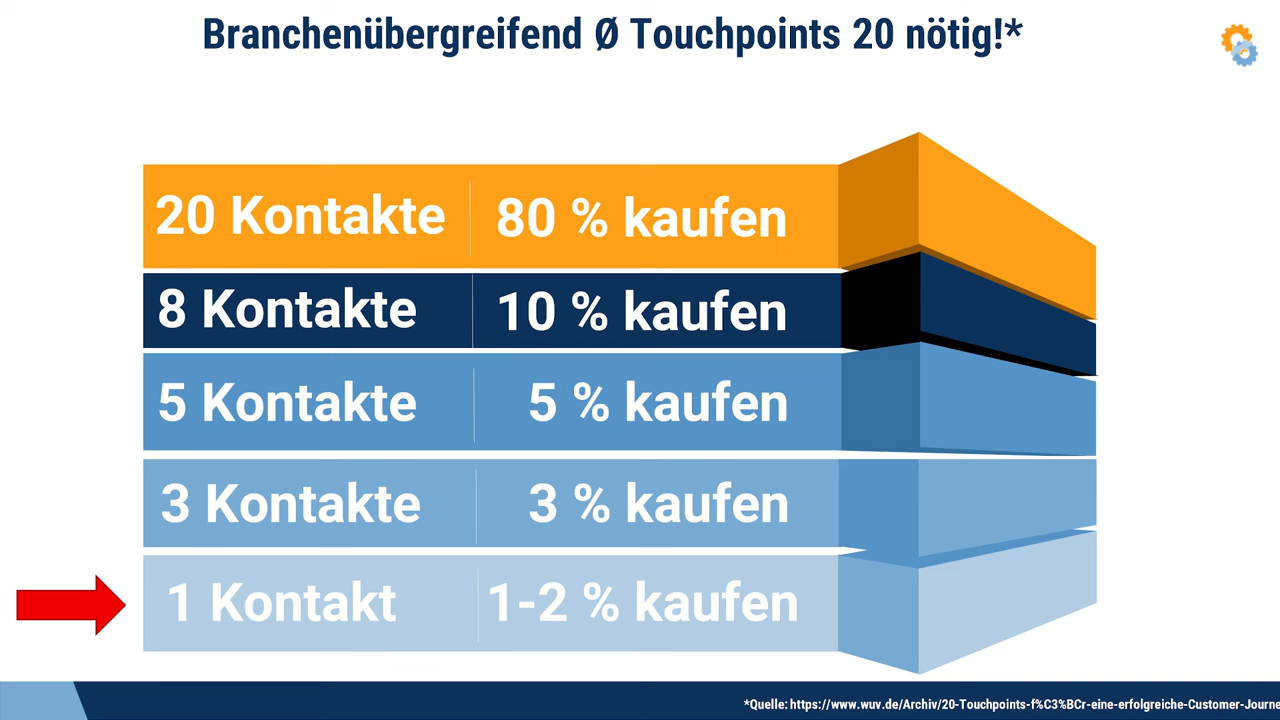 Branchenübergreifend Ø Touchpoints 20 nötig!*
20 Kontakte 80 % kaufen
8 Kontakte 10 % kaufen
5 Kontakte 5 % kaufen
3 Kontakte 3 % kaufen
1 Kontakt 1-2 % kaufen
*Quelle: https://www.wuv.de/Archiv/20-Touchpoints-f%C3%BCr-eine-erfolgreiche-Customer-Journe